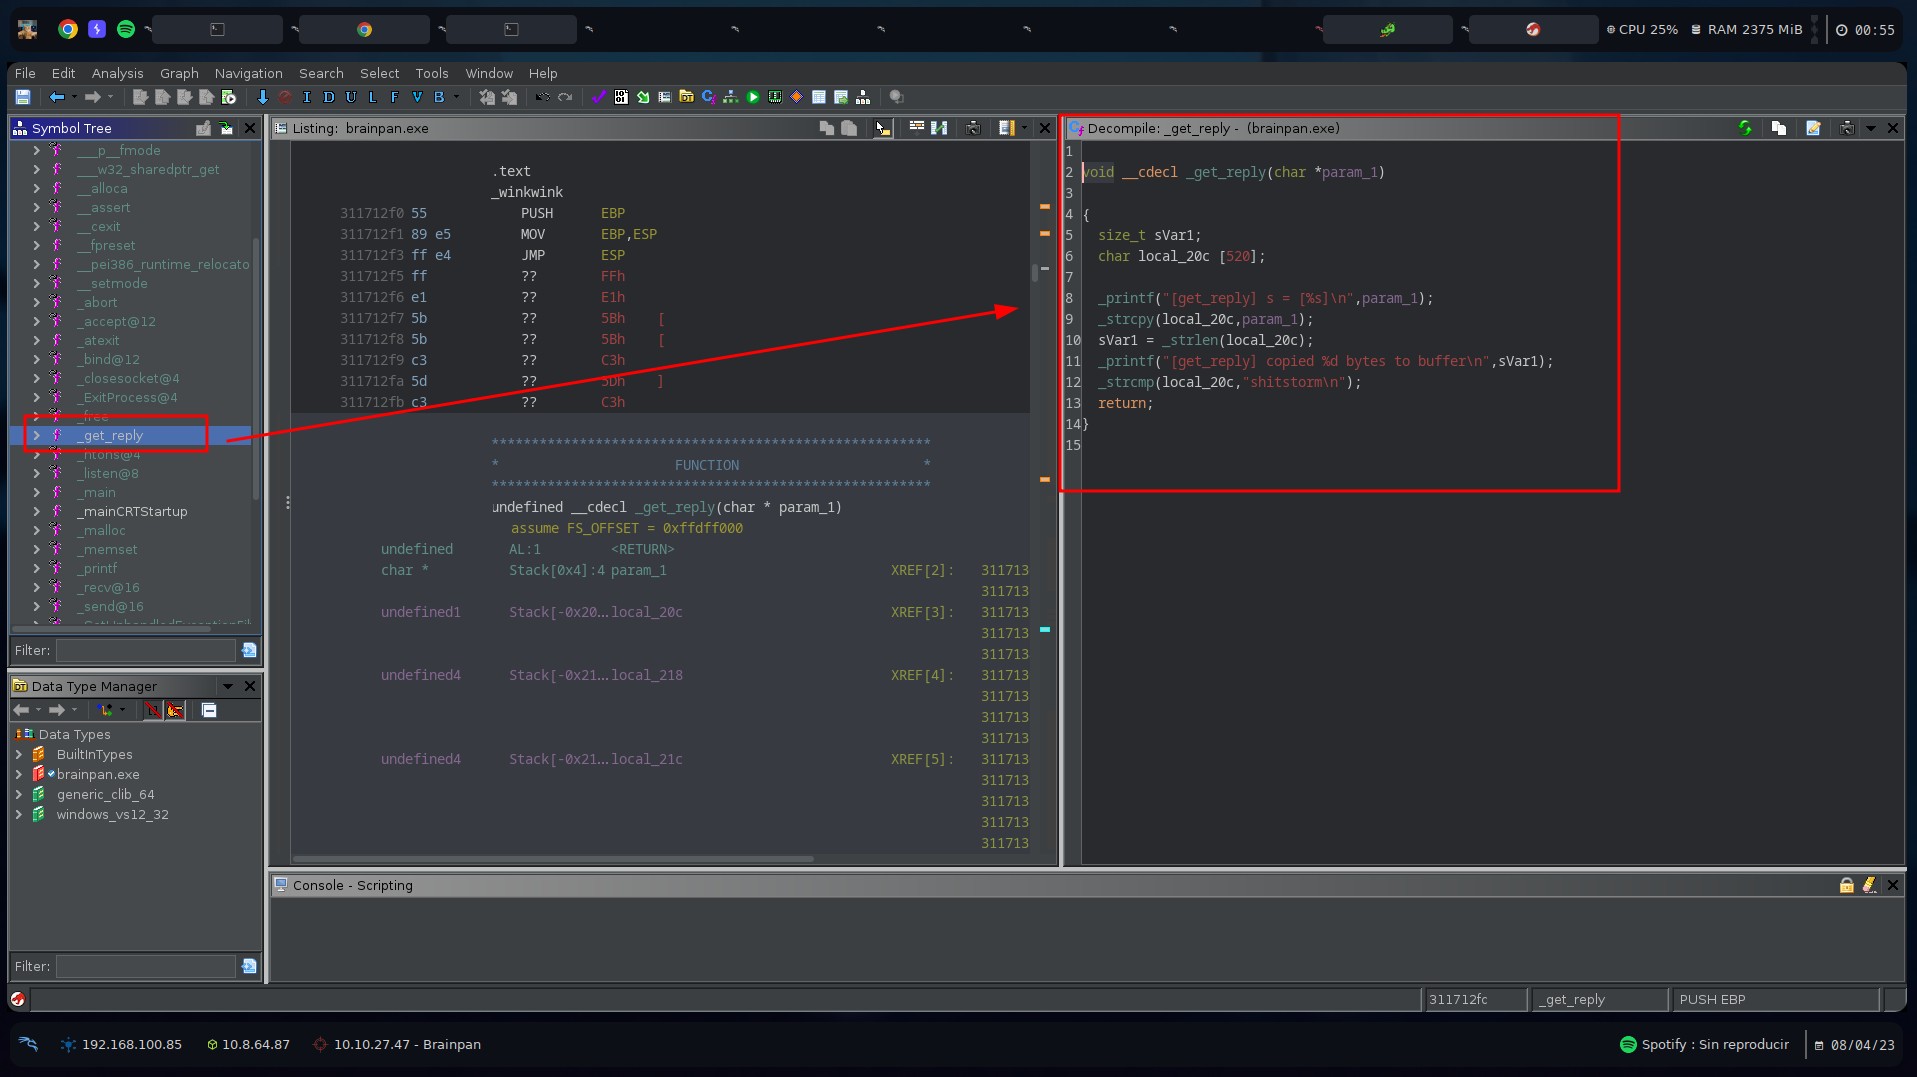 CPU 25%
RAM 2375 MiB
00:55
File Edit Analysis Graph Navigation Search Select Tools Window Help
I D U L F V B
Symbol Tree
___p__fmode
___w32_sharedptr_get
__alloca
__assert
__cexit
__fpreset
__pei386_runtime_relocato
__setmode
_abort
_accept@12
_atexit
_bind@12
_closesocket@4
_ExitProcess@4
_free
_get_reply
_htons@4
_listen@8
_main
_mainCRTStartup
_malloc
_memset
_printf
_recv@16
_send@16
Filter:
Data Type Manager
Data Types
BuiltInTypes
brainpan.exe
generic_clib_64
windows_vs12_32
Filter:
Listing: brainpan.exe
.text
_winkwink
311712f0 55 PUSH EBP
311712f1 89 e5 MOV EBP,ESP
311712f3 ff e4 JMP ESP
311712f5 ff ?? FFh
311712f6 e1 ?? E1h
311712f7 5b ?? 5Bh [
311712f8 5b ?? 5Bh [
311712f9 c3 ?? C3h
311712fa 5d ?? 5Dh ]
311712fb c3 ?? C3h
*******************************************************
* FUNCTION *
*******************************************************
undefined __cdecl _get_reply(char * param_1)
assume FS_OFFSET = 0xffdff000
undefined AL:1 <RETURN>
char * Stack[0x4]:4 param_1 XREF[2]: 311713
311713
undefined1 Stack[-0x20... local_20c XREF[3]: 311713
311713
311713
undefined4 Stack[-0x21... local_218 XREF[4]: 311713
311713
311713
311713
undefined4 Stack[-0x21... local_21c XREF[5]: 311713
311713
311713
311713
311713
Decompile: _get_reply - (brainpan.exe)
1
2 void __cdecl _get_reply(char *param_1)
3
4 {
5 size_t sVar1;
6 char local_20c [520];
7
8 _printf("[get_reply] s = [%s]\n",param_1);
9 _strcpy(local_20c,param_1);
10 sVar1 = _strlen(local_20c);
11 _printf("[get_reply] copied %d bytes to buffer\n",sVar1);
12 _strcmp(local_20c,"shitstorm\n");
13 return;
14 }
15
Console - Scripting
311712fc
_get_reply
PUSH EBP
192.168.100.85
10.8.64.87
10.10.27.47 - Brainpan
Spotify : Sin reproducir
08/04/23